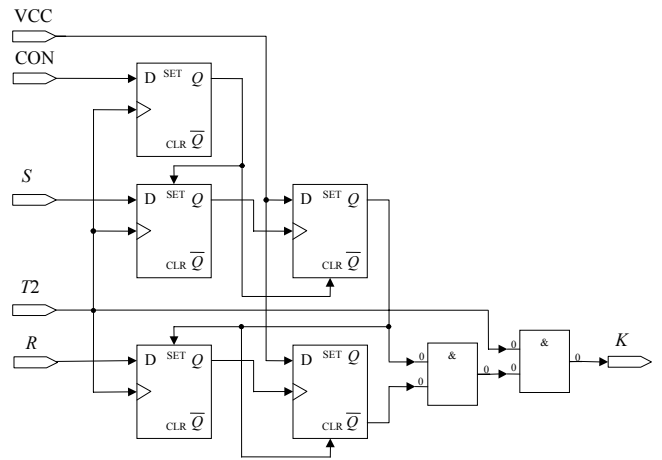 VCC
CON
D SET Q
CLR Q
S
D SET Q
CLR Q
D SET Q
CLR Q
T2
R
D SET Q
CLR Q
D SET Q
CLR Q
0
0
&
0
0
0
&
0
K